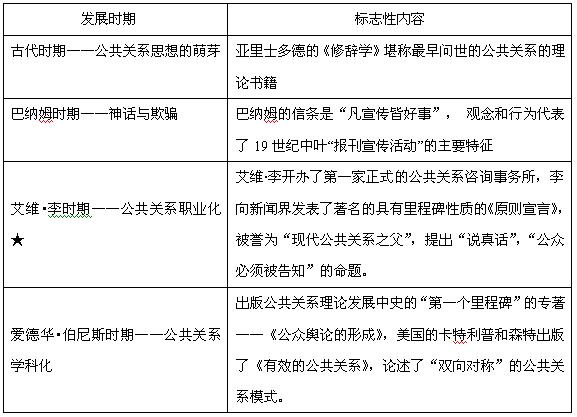 发展时期 标志性内容
古代时期——公共关系思想的萌芽
亚里士多德的《修辞学》堪称最早问世的公共关系的理
论书籍
巴纳姆时期——神话与欺骗
巴纳姆的信条是“凡宣传皆好事”， 观念和行为代表
了 19 世纪中叶“报刊宣传活动”的主要特征
艾维·李时期——公共关系职业化
★
艾维·李开办了第一家正式的公共关系咨询事务所，李
向新闻界发表了著名的具有里程碑性质的《原则宣言》，
被誉为“现代公共关系之父”，提出“说真话”，“公众
必须被告知”的命题。
爱德华·伯尼斯时期——公共关系
学科化
出版公共关系理论发展中史的“第一个里程碑”的专著
——《公众舆论的形成》，美国的卡特利普和森特出版
了《有效的公共关系》，论述了“双向对称”的公共关
系模式。